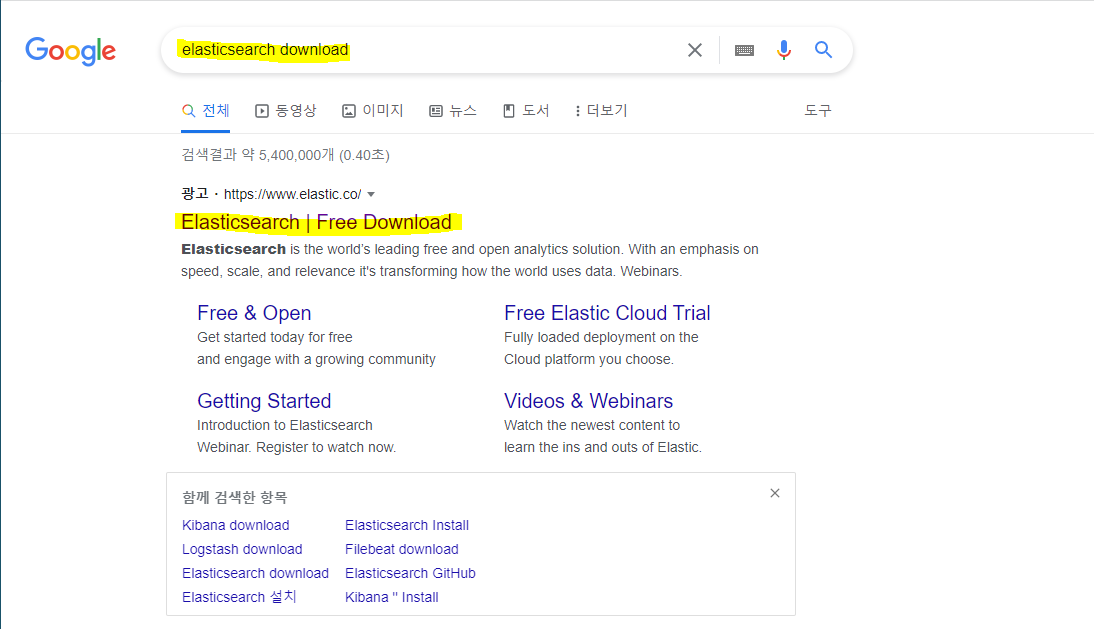 Google
elasticsearch download
전체 동영상 이미지 뉴스 도서 더보기 도구
검색결과 약 5,400,000개 (0.40초)
광고 · https://www.elastic.co/
Elasticsearch | Free Download
Elasticsearch is the world's leading free and open analytics solution. With an emphasis on
speed, scale, and relevance it's transforming how the world uses data. Webinars.
Free & Open
Get started today for free
and engage with a growing community
Free Elastic Cloud Trial
Fully loaded deployment on the
Cloud platform you choose.
Getting Started
Introduction to Elasticsearch
Webinar. Register to watch now.
Videos & Webinars
Watch the newest content to
learn the ins and outs of Elastic.
함께 검색한 항목
Kibana download Elasticsearch Install
Logstash download Filebeat download
Elasticsearch download Elasticsearch GitHub
Elasticsearch 설치 Kibana " Install